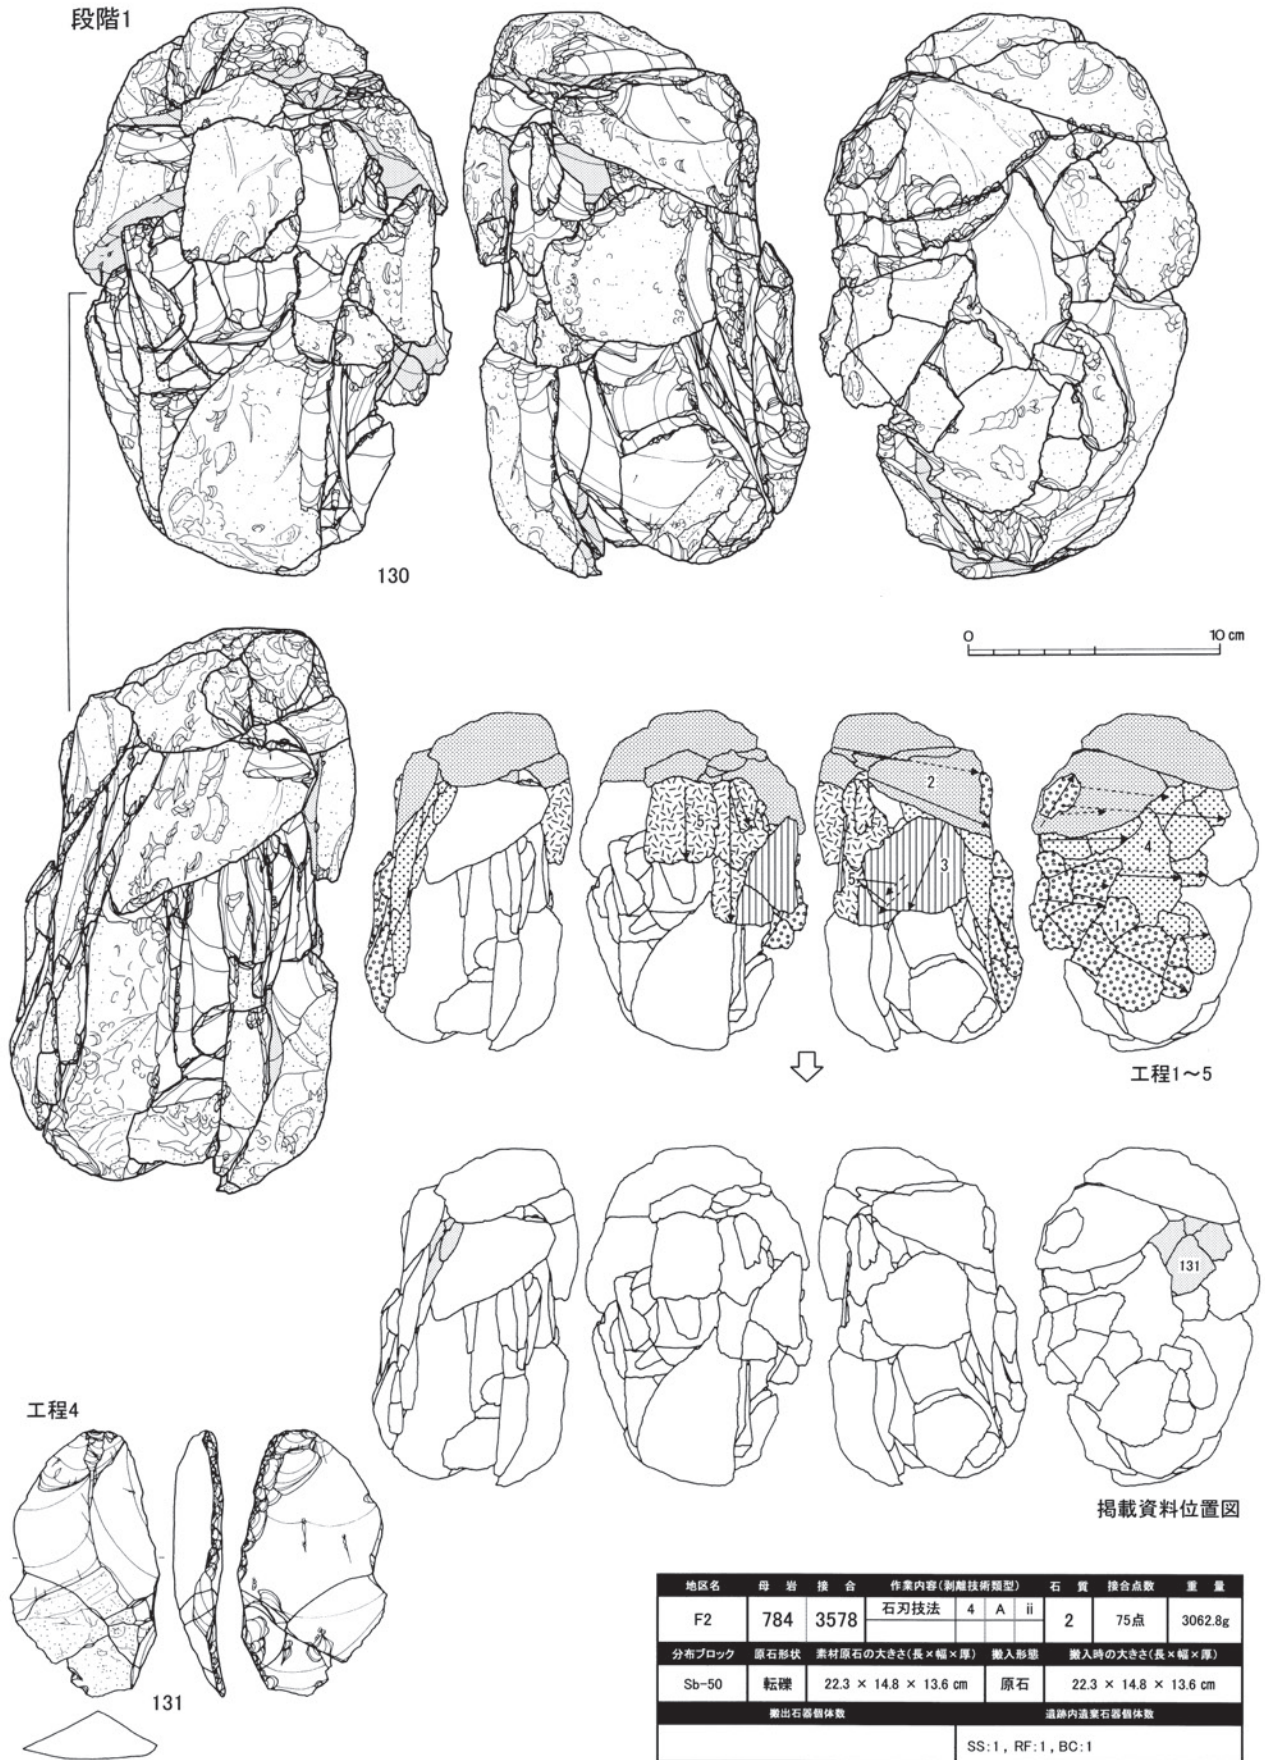 段階1
130
0 10 cm
2
5
3
4
5
1
工程1～5
131
掲載資料位置図
工程4
131
地区名 母岩 接合 作業内容(剥離技術類型) 石質 接合点数 重量
F2 784 3578 石刃技法 4 A ii 2 75点 3062.8g
分布ブロック 原石形状 素材原石の大きさ(長×幅×厚) 搬入形態 搬入時の大きさ(長×幅×厚)
Sb-50 転礫 22.3 × 14.8 × 13.6 cm 原石 22.3 × 14.8 × 13.6 cm
搬出石器個体数 遺跡内遺棄石器個体数
SS:1, RF:1, BC:1